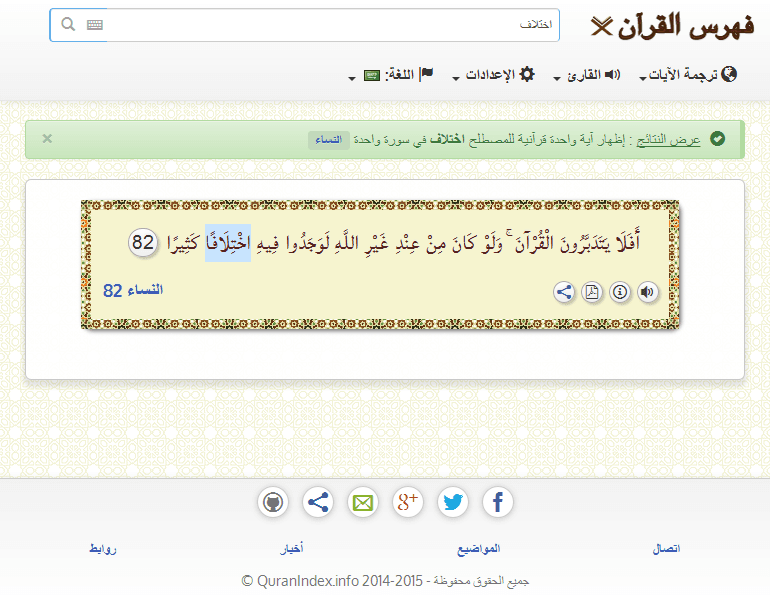 فهرس القرآن
اختلاف
ترجمة الآيات القارئ الإعدادات اللغة:
عرض النتائج : إظهار آية واحدة قرآنية للمصطلح اختلاف في سورة واحدة النساء ×
أَفَلَا يَتَدَبَّرُونَ الْقُرْآنَ ۚ وَلَوْ كَانَ مِنْ عِنْدِ غَيْرِ اللَّهِ لَوَجَدُوا فِيهِ اخْتِلَافًا كَثِيرًا 82
النساء 82
اتصال المواضيع أخبار روابط
جميع الحقوق محفوظة - QuranIndex.info 2014-2015 ©